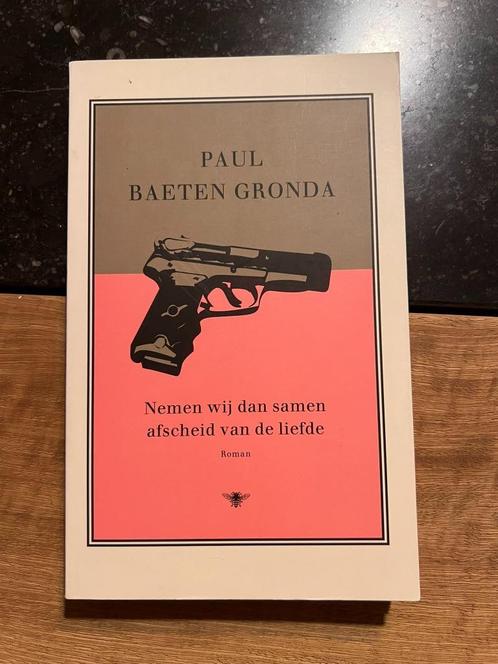 PAUL
BAETEN GRONDA
Nemen wij dan samen
afscheid van de liefde
Roman